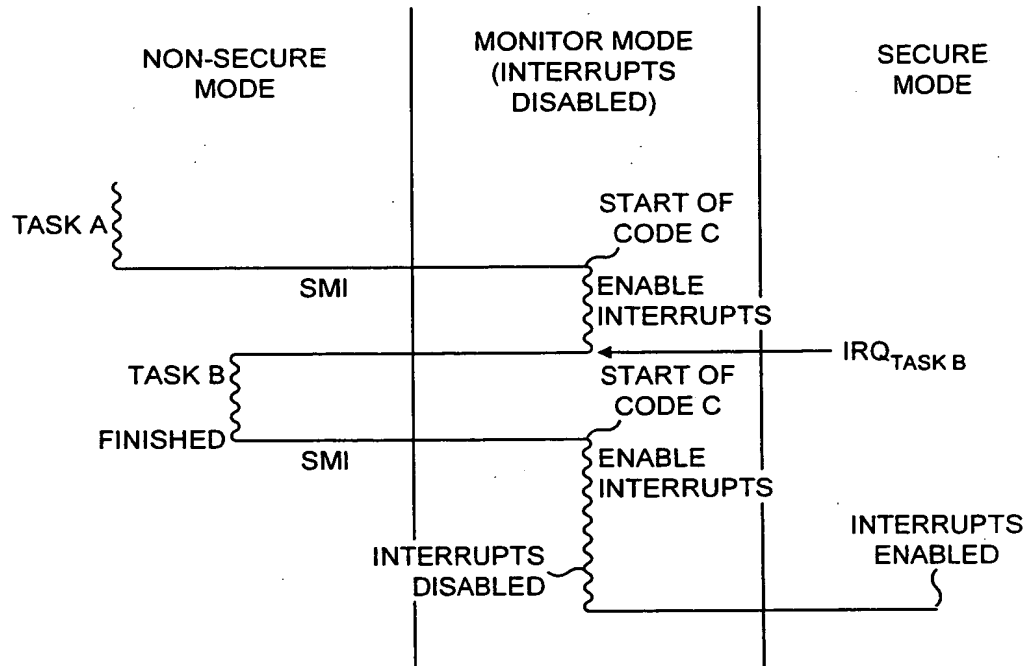 NON-SECURE
MODE
MONITOR MODE
(INTERRUPTS
DISABLED)
SECURE
MODE
TASK A
START OF
CODE C
SMI
ENABLE
INTERRUPTS
IRQTASK B
TASK B
START OF
CODE C
FINISHED
SMI
ENABLE
INTERRUPTS
INTERRUPTS
DISABLED
INTERRUPTS
ENABLED